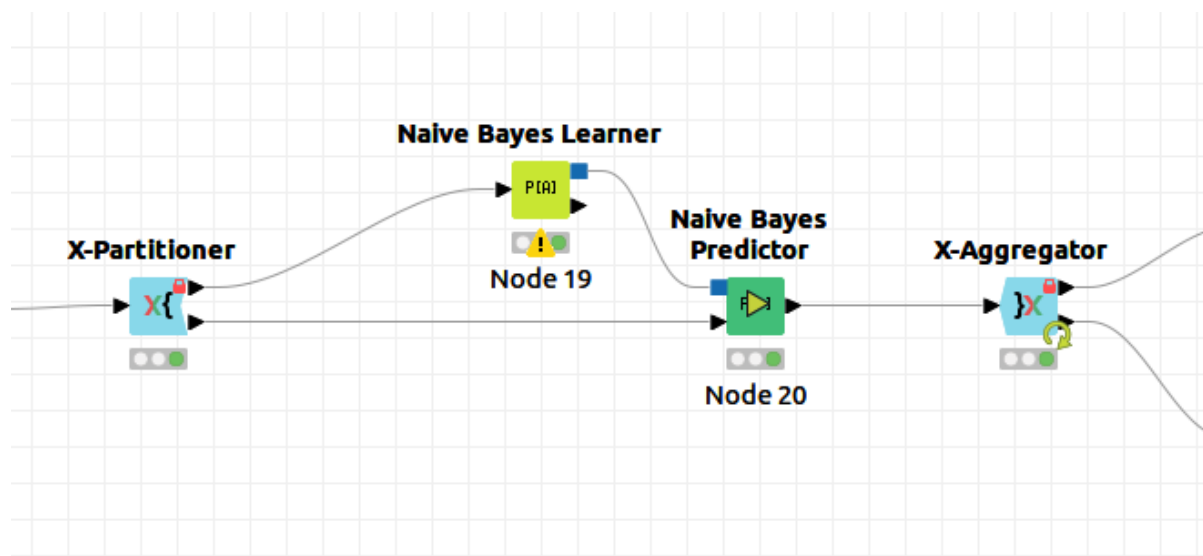 Naive Bayes Learner
P[A]
Node 19
X-Partitioner
X{
Naive Bayes
Predictor
Node 20
X-Aggregator
}X